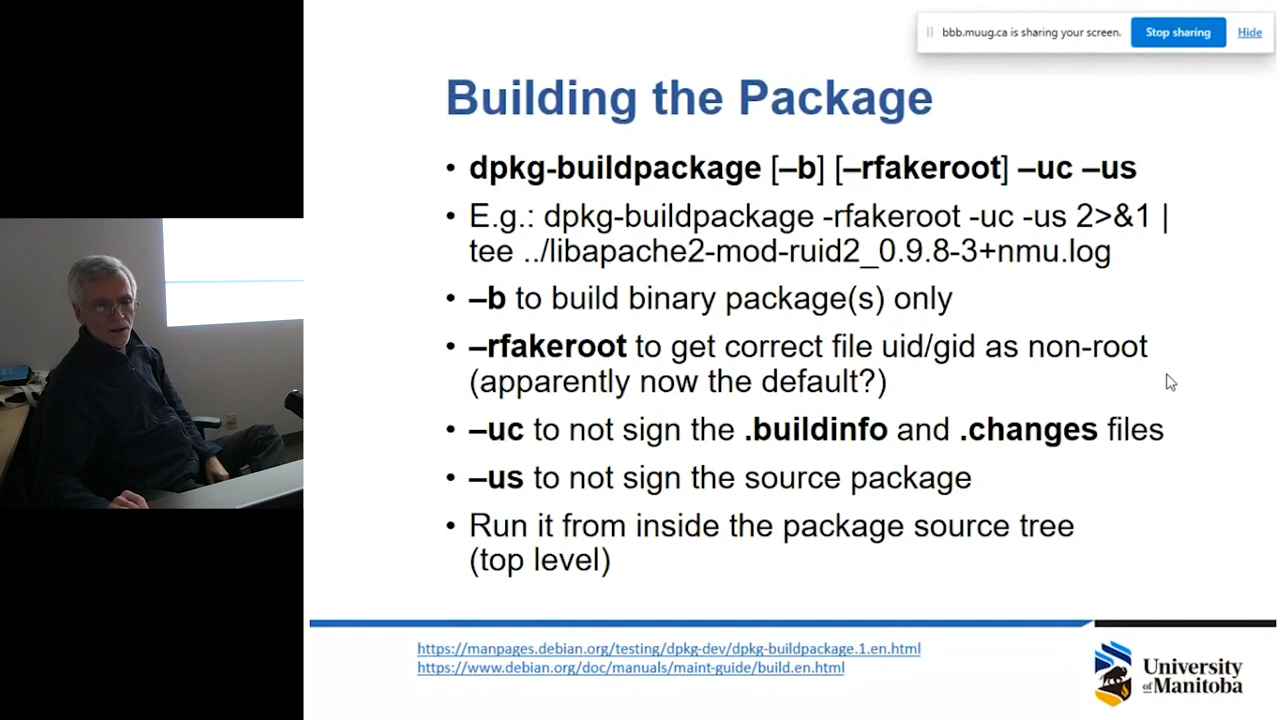 bbb.muug.ca is sharing your screen.
Stop sharing
Hide
Building the Package
• dpkg-buildpackage [–b] [–rfakeroot] –uc –us
• E.g.: dpkg-buildpackage -rfakeroot -uc -us 2>&1 |
tee ../libapache2-mod-ruid2_0.9.8-3+nmu.log
• –b to build binary package(s) only
• –rfakeroot to get correct file uid/gid as non-root
(apparently now the default?)
• –uc to not sign the .buildinfo and .changes files
• –us to not sign the source package
• Run it from inside the package source tree
(top level)
https://manpages.debian.org/testing/dpkg-dev/dpkg-buildpackage.1.en.html
https://www.debian.org/doc/manuals/maint-guide/build.en.html
University
of Manitoba